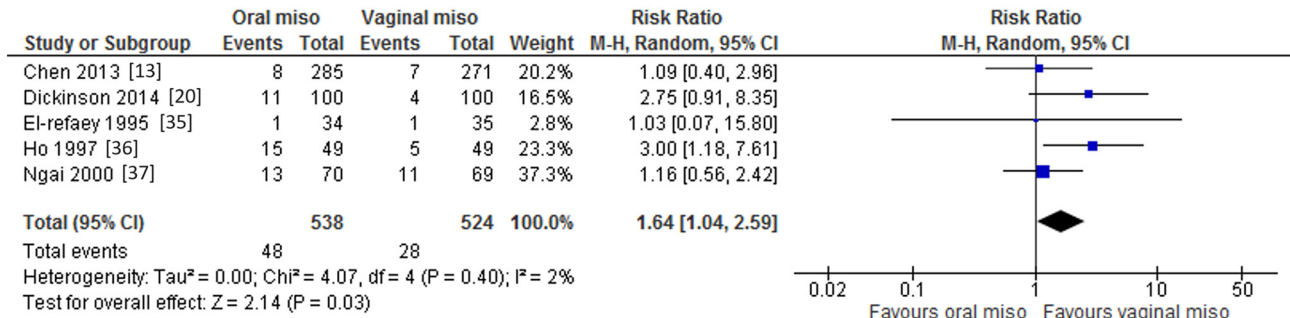 Oral miso Vaginal miso Risk Ratio Risk Ratio
Study or Subgroup Events Total Events Total Weight M-H, Random, 95% CI M-H, Random, 95% CI
Chen 2013 [13] 8 285 7 271 20.2% 1.09 [0.40, 2.96]
Dickinson 2014 [20] 11 100 4 100 16.5% 2.75 [0.91, 8.35]
El-refaey 1995 [35] 1 34 1 35 2.8% 1.03 [0.07, 15.80]
Ho 1997 [36] 15 49 5 49 23.3% 3.00 [1.18, 7.61]
Ngai 2000 [37] 13 70 11 69 37.3% 1.16 [0.56, 2.42]
Total (95% CI) 538 524 100.0% 1.64 [1.04, 2.59]
Total events 48 28
Heterogeneity: Tau² = 0.00; Chi² = 4.07, df = 4 (P = 0.40); I² = 2%
Test for overall effect: Z = 2.14 (P = 0.03)
0.02 0.1 1 10 50
Favours oral miso Favours vaginal miso